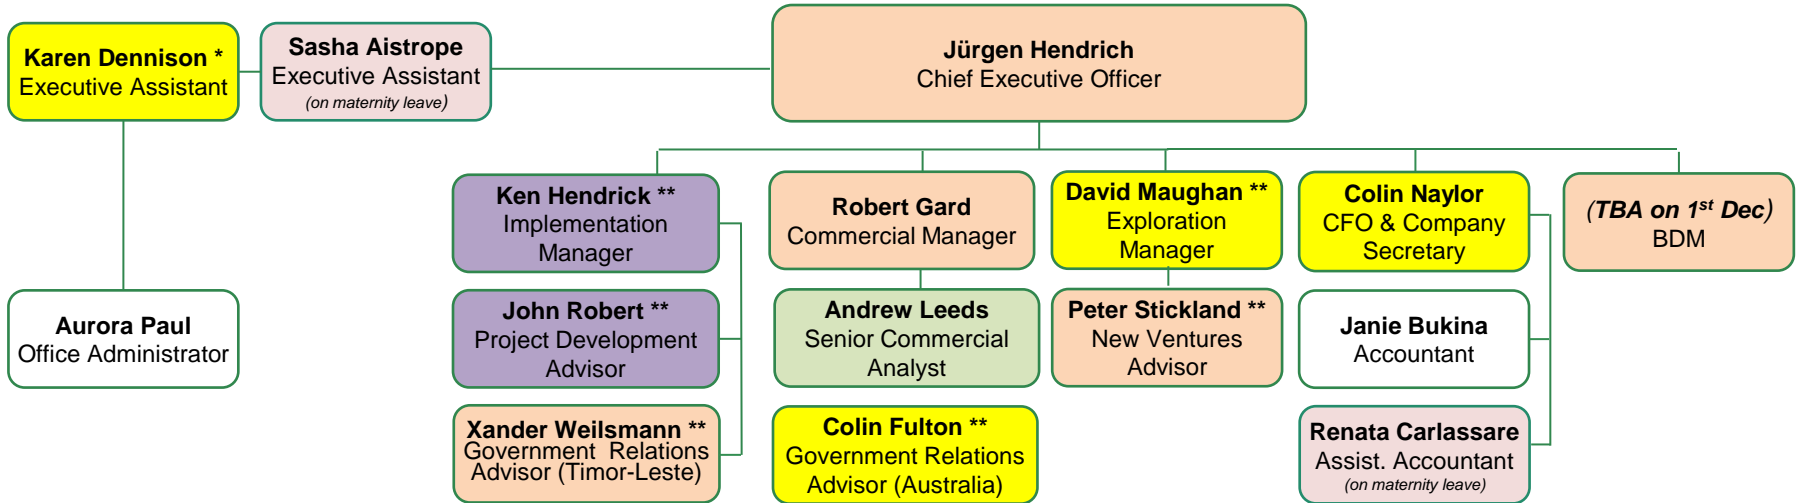 Karen Dennison *
Executive Assistant
Sasha Aistrope
Executive Assistant
(on maternity leave)
Jürgen Hendrich
Chief Executive Officer
Ken Hendrick **
Implementation
Manager
Robert Gard
Commercial Manager
David Maughan **
Exploration
Manager
Colin Naylor
CFO & Company
Secretary
(TBA on 1st Dec)
BDM
Aurora Paul
Office Administrator
John Robert **
Project Development
Advisor
Andrew Leeds
Senior Commercial
Analyst
Peter Stickland **
New Ventures
Advisor
Janie Bukina
Accountant
Xander Weilsmann **
Government Relations
Advisor (Timor-Leste)
Colin Fulton **
Government Relations
Advisor (Australia)
Renata Carlassare
Assist. Accountant
(on maternity leave)